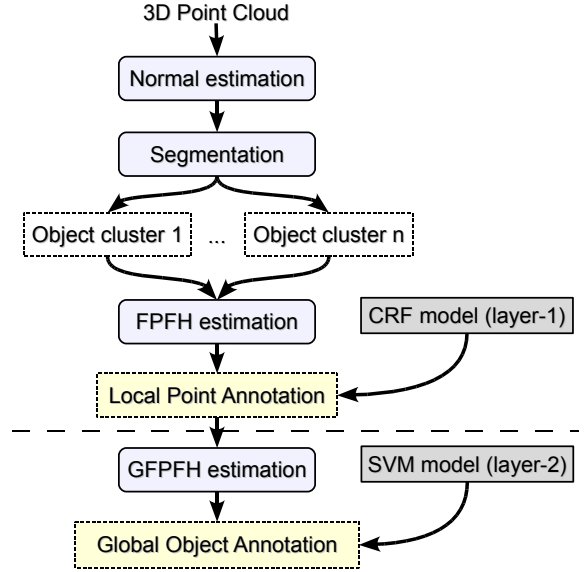 3D Point Cloud
Normal estimation
Segmentation
Object cluster 1 ... Object cluster n
FPFH estimation
CRF model (layer-1)
Local Point Annotation
GFPFH estimation
SVM model (layer-2)
Global Object Annotation